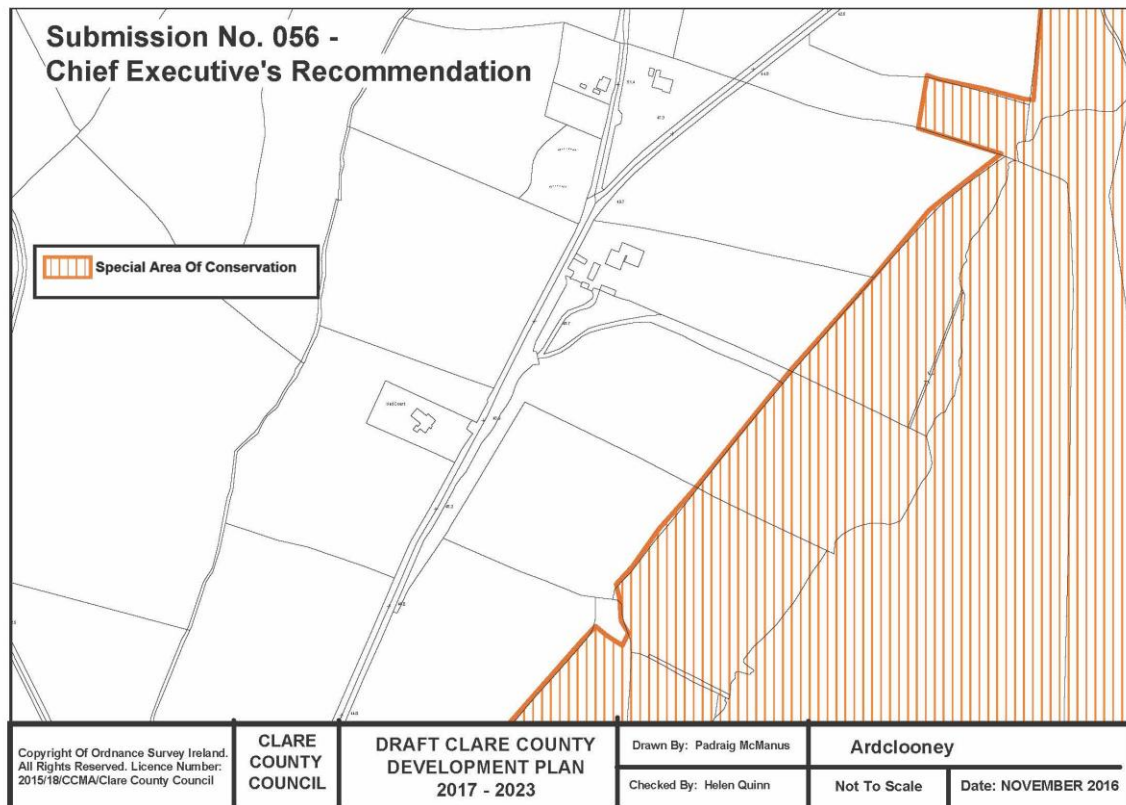 Submission No. 056 -
Chief Executive's Recommendation
Special Area Of Conservation
Copyright Of Ordnance Survey Ireland.
All Rights Reserved. Licence Number:
2015/18/CCMA/Clare County Council
CLARE
COUNTY
COUNCIL
DRAFT CLARE COUNTY
DEVELOPMENT PLAN
2017 - 2023
Drawn By: Padraig McManus
Checked By: Helen Quinn
Ardclooney
Not To Scale
Date: NOVEMBER 2016